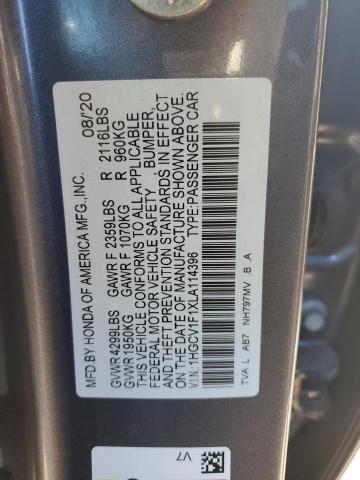 MFD BY HONDA OF AMERICA MFG.,INC. 08/20
GVWR 4299LBS GAWR F 2359LBS R 2116LBS
GVWR 1950KG GAWR F 1070KG R 960KG
THIS VEHICLE CONFORMS TO ALL APPLICABLE
FEDERAL MOTOR VEHICLE SAFETY, BUMPER,
AND THEFT PREVENTION STANDARDS IN EFFECT
ON THE DATE OF MANUFACTURE SHOWN ABOVE.
V.I.N.:1HGCV1F1XLA114396 TYPE:PASSENGER CAR
TVA L AB7 NH797MV .B .A
V7